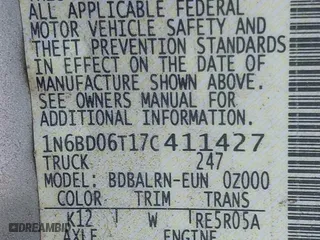 ALL APPLICABLE FEDERAL
MOTOR VEHICLE SAFETY AND
THEFT PREVENTION STANDARDS
IN EFFECT ON THE DATE OF
MANUFACTURE SHOWN ABOVE.
SEE OWNERS MANUAL FOR
ADDITIONAL INFORMATION.
1N6BD06T17C411427
TRUCK 247
MODEL: BDBALRN-EUN 0Z000
COLOR TRIM TRANS
K12 W RE5R05A
AXLE ENGINE
DREAMBID